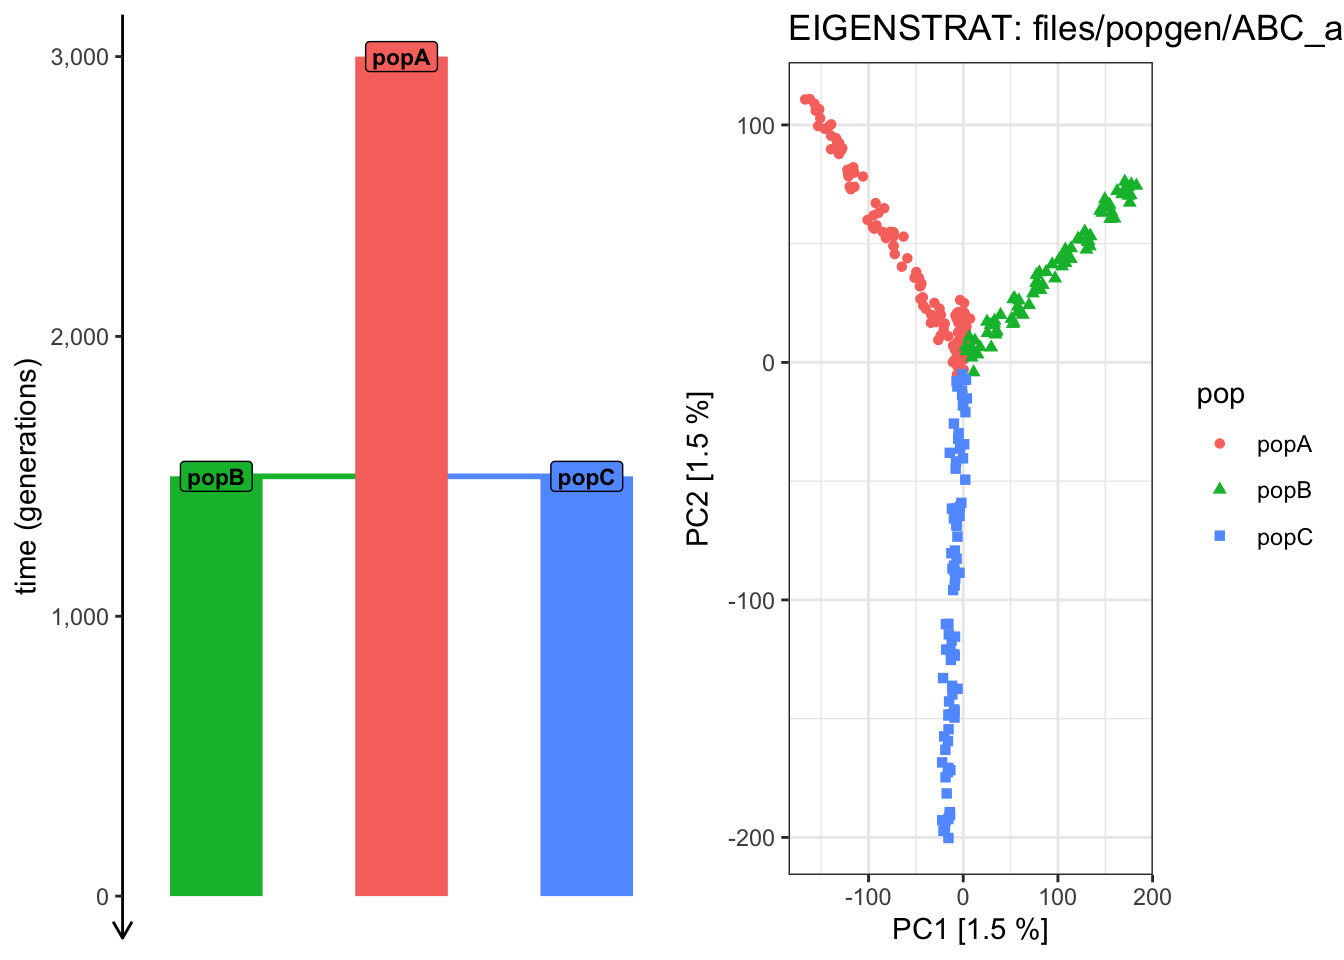 3,000
2,000
1,000
0
time (generations)
popA
popB
popC
EIGENSTRAT: files/popgen/ABC_a
100
0
-100
-200
PC2 [1.5 %]
-100
0
100
200
PC1 [1.5 %]
pop
popA
popB
popC